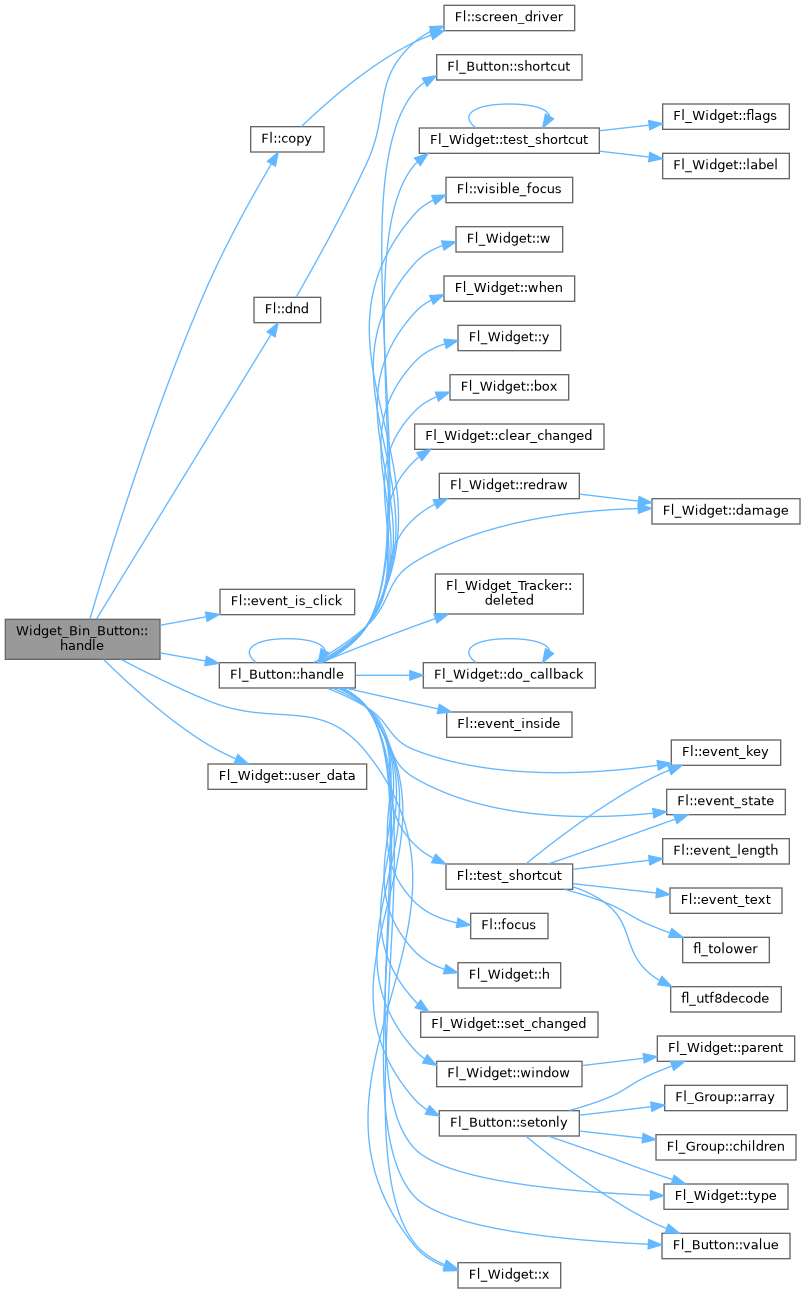 Fl::screen_driver
Fl_Button::shortcut
Fl_Widget::flags
Fl::copy
Fl_Widget::test_shortcut
Fl_Widget::label
Fl::visible_focus
Fl_Widget::w
Fl_Widget::when
Fl::dnd
Fl_Widget::y
Fl_Widget::box
Fl_Widget::clear_changed
Fl_Widget::redraw
Fl_Widget::damage
Fl_Widget_Tracker::
deleted
Fl::event_is_click
Widget_Bin_Button::
handle
Fl_Button::handle
Fl_Widget::do_callback
Fl::event_inside
Fl::event_key
Fl_Widget::user_data
Fl::event_state
Fl::event_length
Fl::test_shortcut
Fl::event_text
Fl::focus
fl_tolower
Fl_Widget::h
fl_utf8decode
Fl_Widget::set_changed
Fl_Widget::parent
Fl_Widget::window
Fl_Group::array
Fl_Button::setonly
Fl_Group::children
Fl_Widget::type
Fl_Button::value
Fl_Widget::x